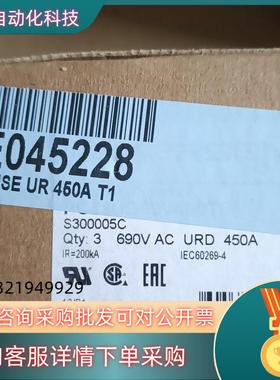 自动化科技
E045228
SE UR 450A T1
S300005C
Qty: 3 690V AC URD 450A
IR=200kA IEC60269-4
321949929
咨询采购批发可对公开票
询客服详情下单采购